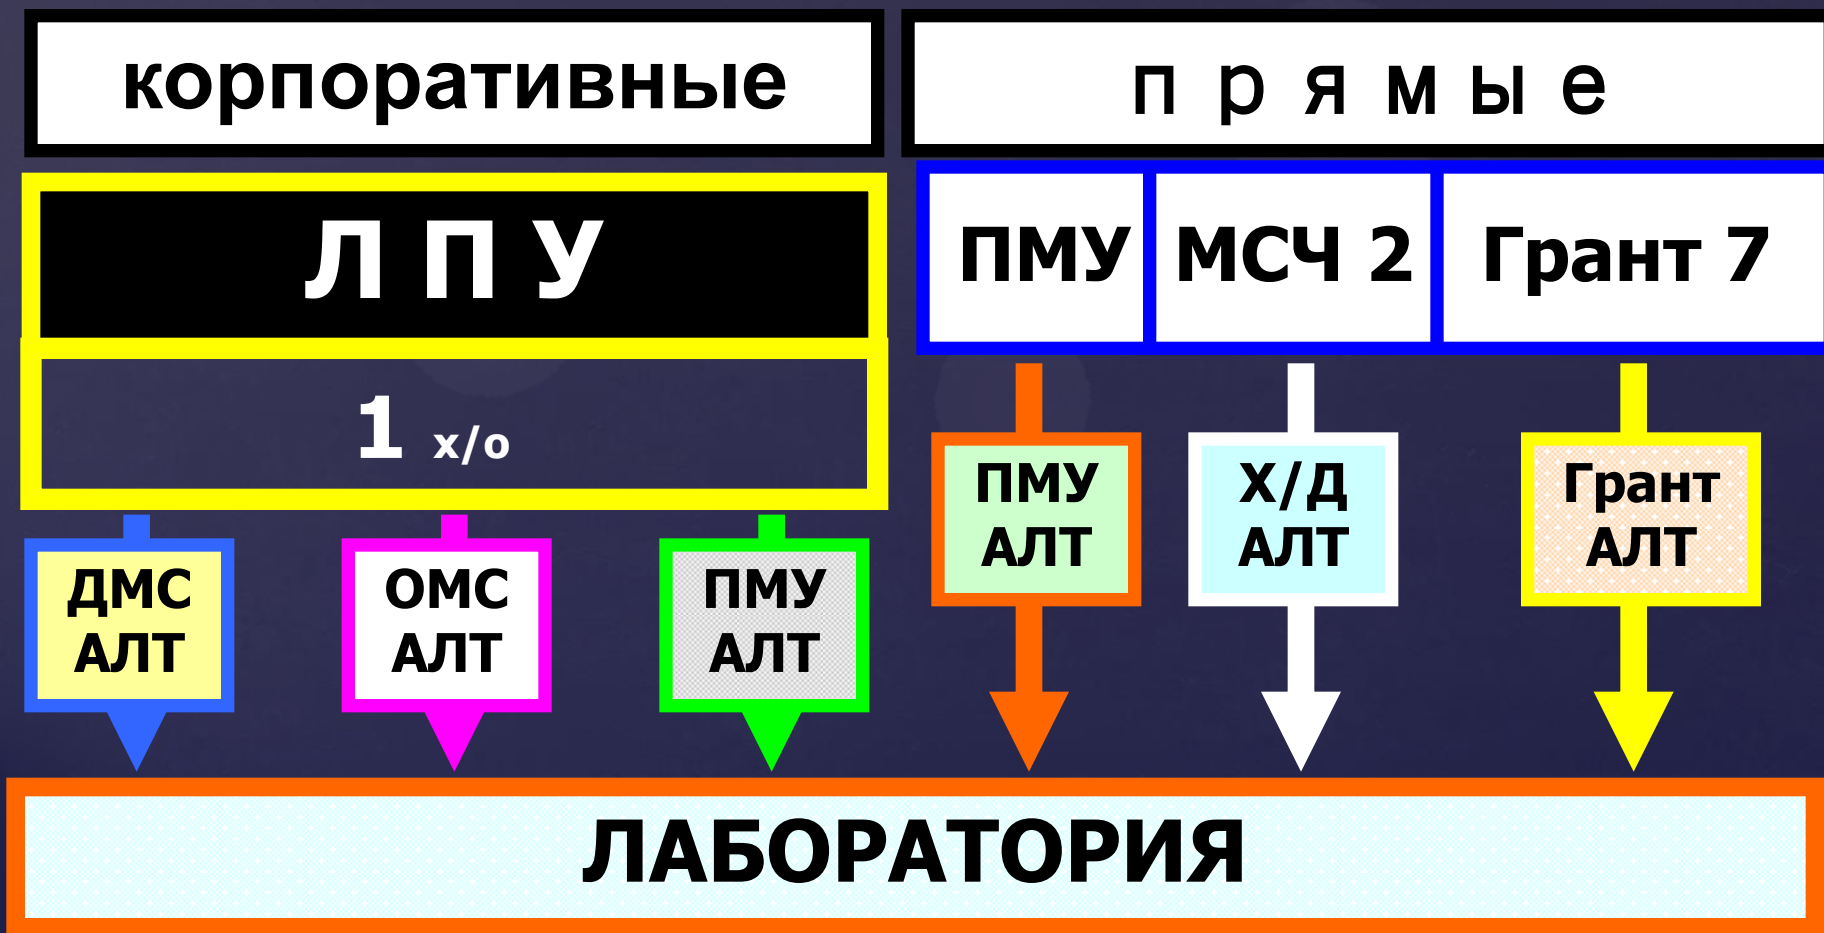 корпоративные
п р я м ы е
Л П У
ПМУ
МСЧ 2
Грант 7
1 х/о
ПМУ
АЛТ
Х/Д
АЛТ
Грант
АЛТ
ДМС
АЛТ
ОМС
АЛТ
ПМУ
АЛТ
ЛАБОРАТОРИЯ